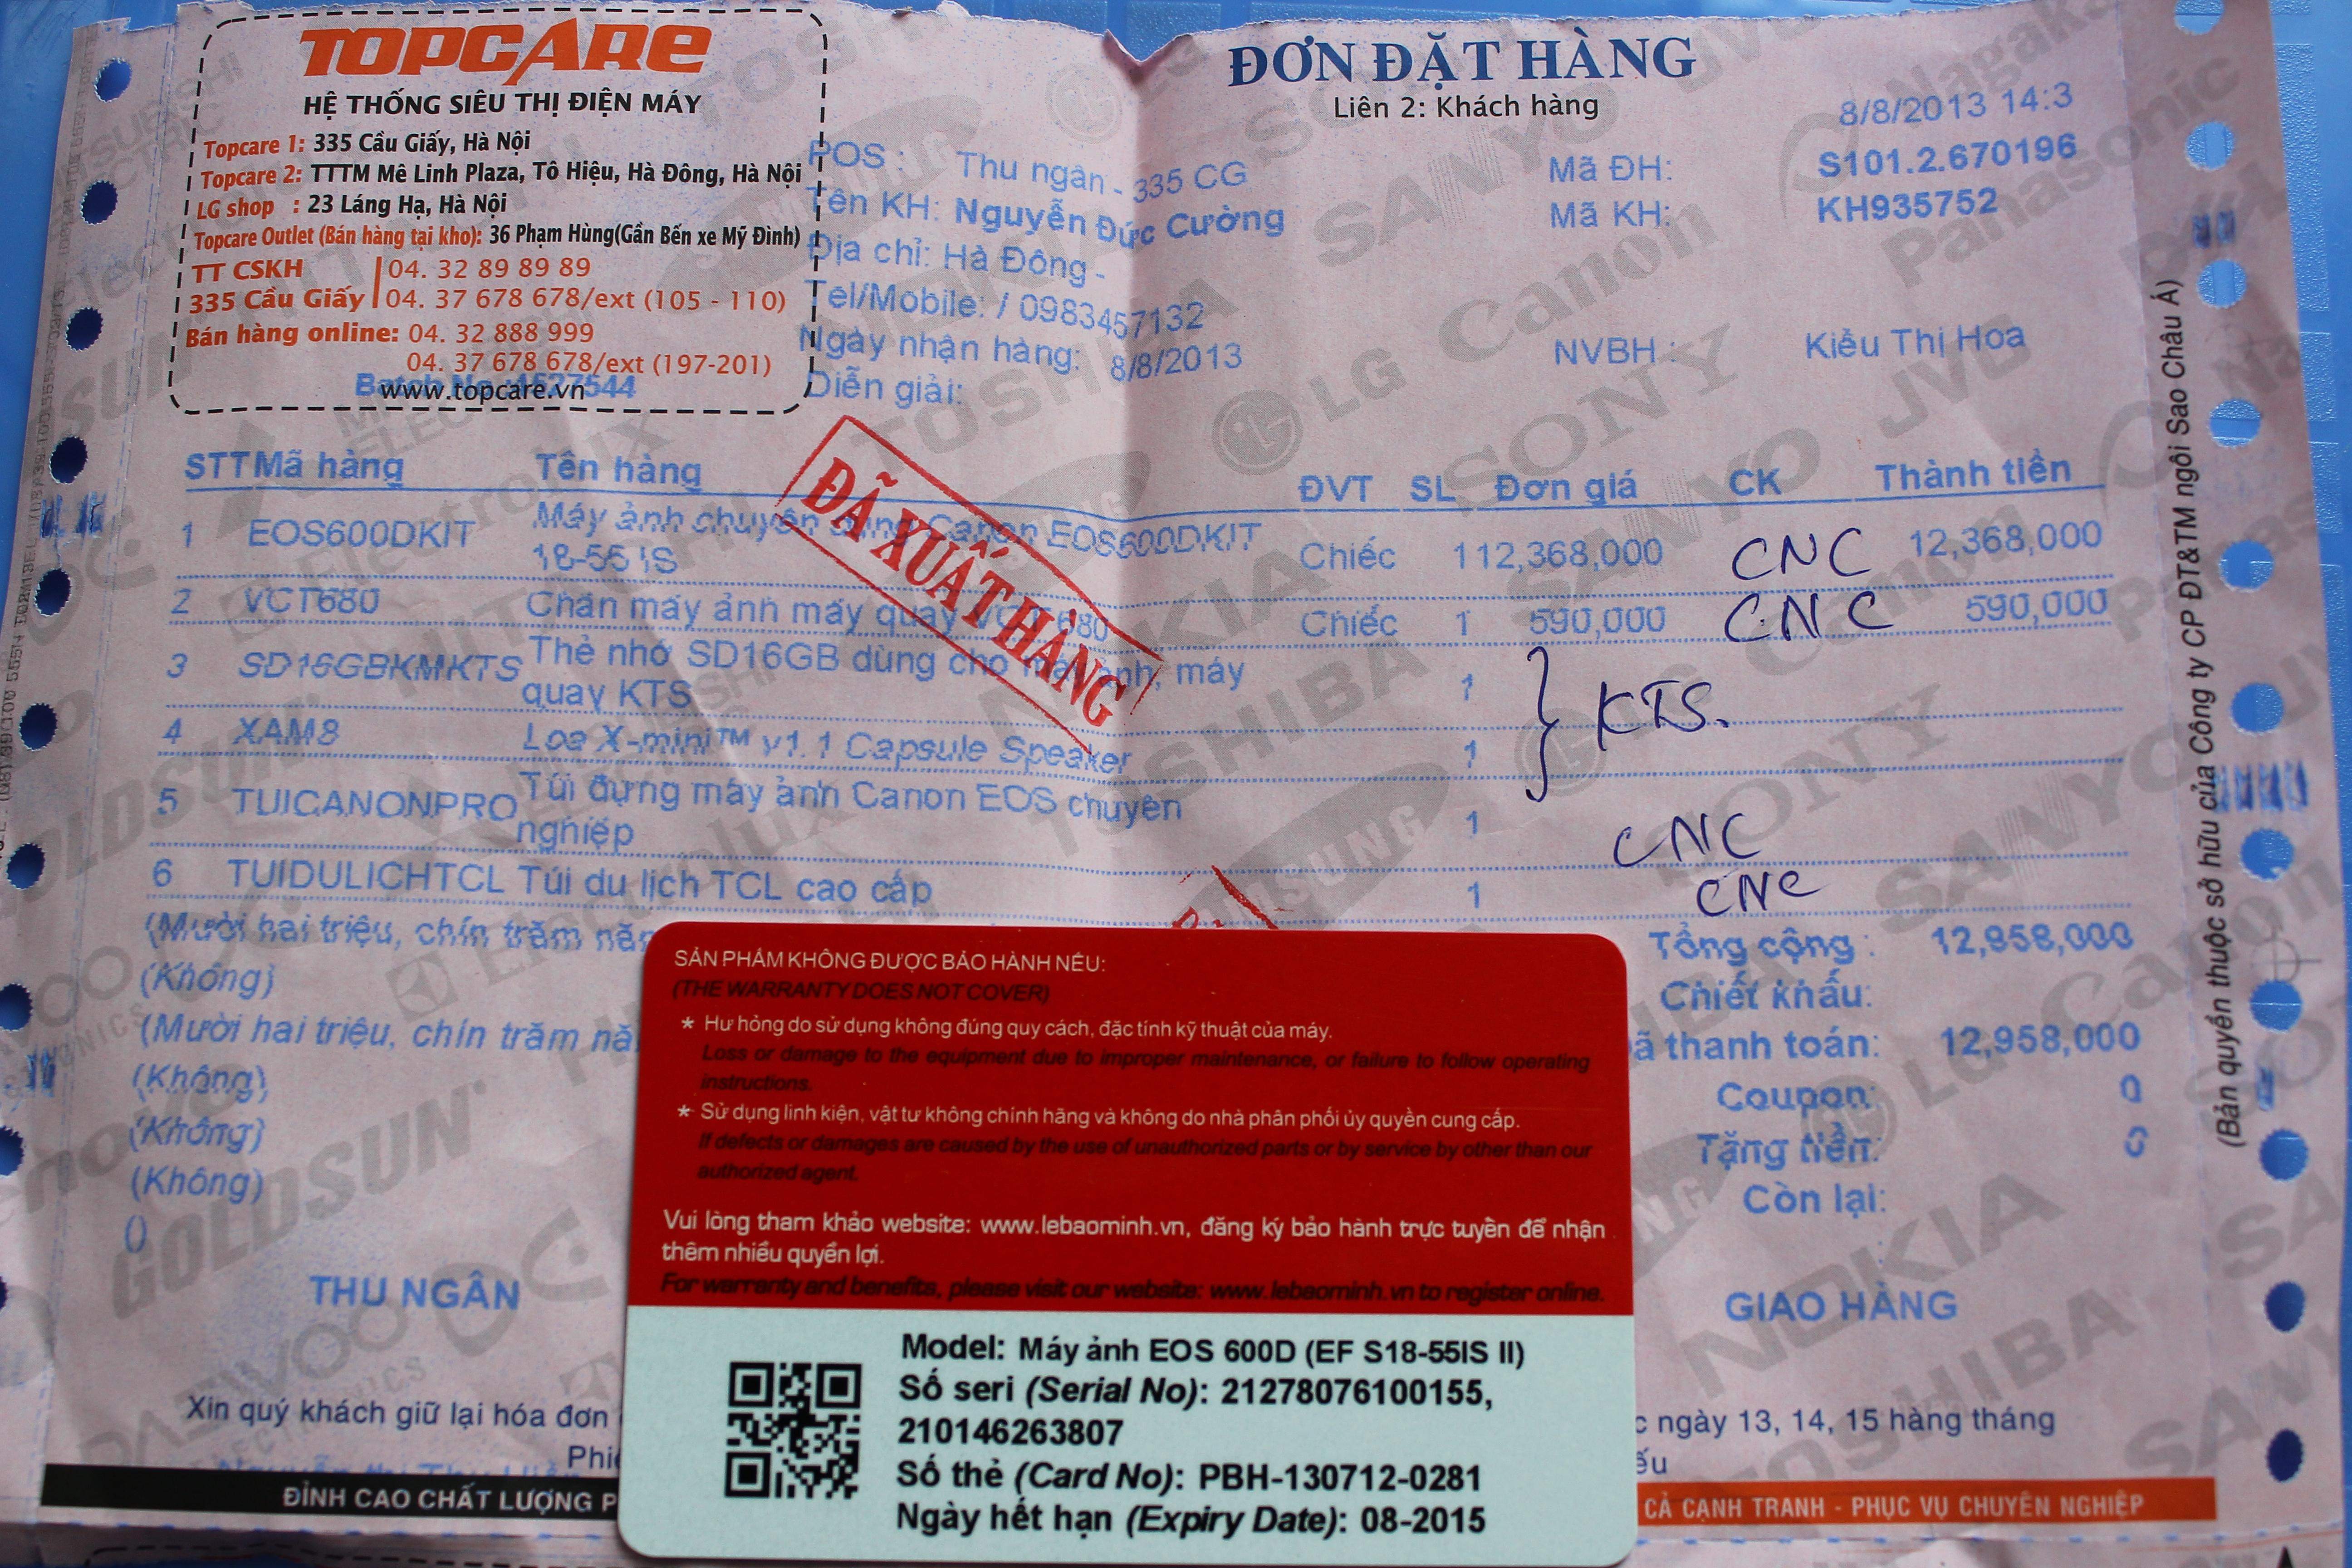 TOPCARE
HỆ THỐNG SIÊU THỊ ĐIỆN MÁY
Topcare 1: 335 Cầu Giấy, Hà Nội
Topcare 2: TTTM Mê Linh Plaza, Tô Hiệu, Hà Đông, Hà Nội
LG shop : 23 Láng Hạ, Hà Nội
Topcare Outlet (Bán hàng tại kho): 36 Phạm Hùng(Gần Bến xe Mỹ Đình)
TT CSKH 04. 32 89 89 89
335 Cầu Giấy 04. 37 678 678/ext (105 - 110)
Bán hàng online: 04. 32 888 999
04. 37 678 678/ext (197-201)
www.topcare.vn
ĐƠN ĐẶT HÀNG
Liên 2: Khách hàng
8/8/2013 14:3
POS : Thu ngân - 335 CG
Mã ĐH: S101.2.670196
Tên KH: Nguyễn Đức Cường
Mã KH: KH935752
Địa chỉ: Hà Đông -
Tel/Mobile: / 0983457132
Ngày nhận hàng: 8/8/2013
NVBH : Kiều Thị Hoa
Diễn giải:
STT Mã hàng Tên hàng ĐVT SL Đơn giá CK Thành tiền
1 EOS600DKIT Máy ảnh chuyên dụng Canon EOS600DKIT 18-55 IS Chiếc 1 12,368,000 CNC 12,368,000
2 VCT680 Chân máy ảnh máy quay VCT 680 Chiếc 1 590,000 CNC 590,000
3 SD16GBKMKTS Thẻ nhớ SD16GB dùng cho máy ảnh, máy quay KTS 1
KTS.
4 XAM8 Loa X-mini™ v1.1 Capsule Speaker 1
5 TUICANONPRO Túi đựng máy ảnh Canon EOS chuyên nghiệp 1 CNC
6 TUIDULICHTCL Túi du lịch TCL cao cấp 1 CNC
ĐÃ XUẤT HÀNG
(Mười hai triệu, chín trăm năm
Tổng cộng : 12,958,000
(Không)
Chiết khấu:
(Mười hai triệu, chín trăm nă
ã thanh toán: 12,958,000
(Không)
Coupon: 0
(Không)
Tặng tiền: 0
(Không)
Còn lại:
()
THU NGÂN
GIAO HÀNG
Xin quý khách giữ lại hóa đơn
c ngày 13, 14, 15 hàng tháng
Phiế
ếu
ĐỈNH CAO CHẤT LƯỢNG
CẢ CẠNH TRANH - PHỤC VỤ CHUYÊN NGHIỆP
(Bản quyền thuộc sở hữu của Công ty CP ĐT&TM ngôi Sao Châu Á)
SẢN PHẨM KHÔNG ĐƯỢC BẢO HÀNH NẾU:
(THE WARRANTY DOES NOT COVER)
* Hư hỏng do sử dụng không đúng quy cách, đặc tính kỹ thuật của máy.
Loss or damage to the equipment due to improper maintenance, or failure to follow operating
instructions.
* Sử dụng linh kiện, vật tư không chính hãng và không do nhà phân phối ủy quyền cung cấp.
If defects or damages are caused by the use of unauthorized parts or by service by other than our
authorized agent.
Vui lòng tham khảo website: www.lebaominh.vn, đăng ký bảo hành trực tuyến để nhận
thêm nhiều quyền lợi.
For warranty and benefits, please visit our website: www.lebaominh.vn to register online.
Model: Máy ảnh EOS 600D (EF S18-55IS II)
Số seri (Serial No): 21278076100155,
210146263807
Số thẻ (Card No): PBH-130712-0281
Ngày hết hạn (Expiry Date): 08-2015